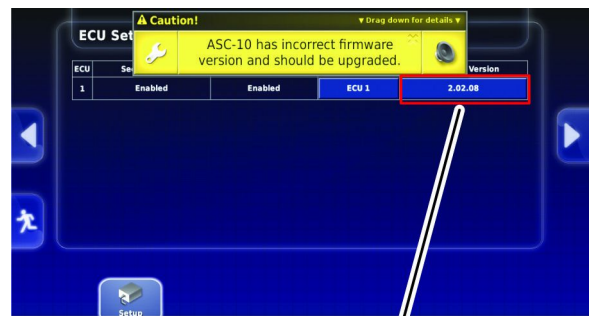 ⚠ Caution!
▼ Drag down for details ▼
ECU Set
ASC-10 has incorrect firmware
version and should be upgraded.
ECU Se Version
1 Enabled Enabled ECU 1 2.02.08
Setup